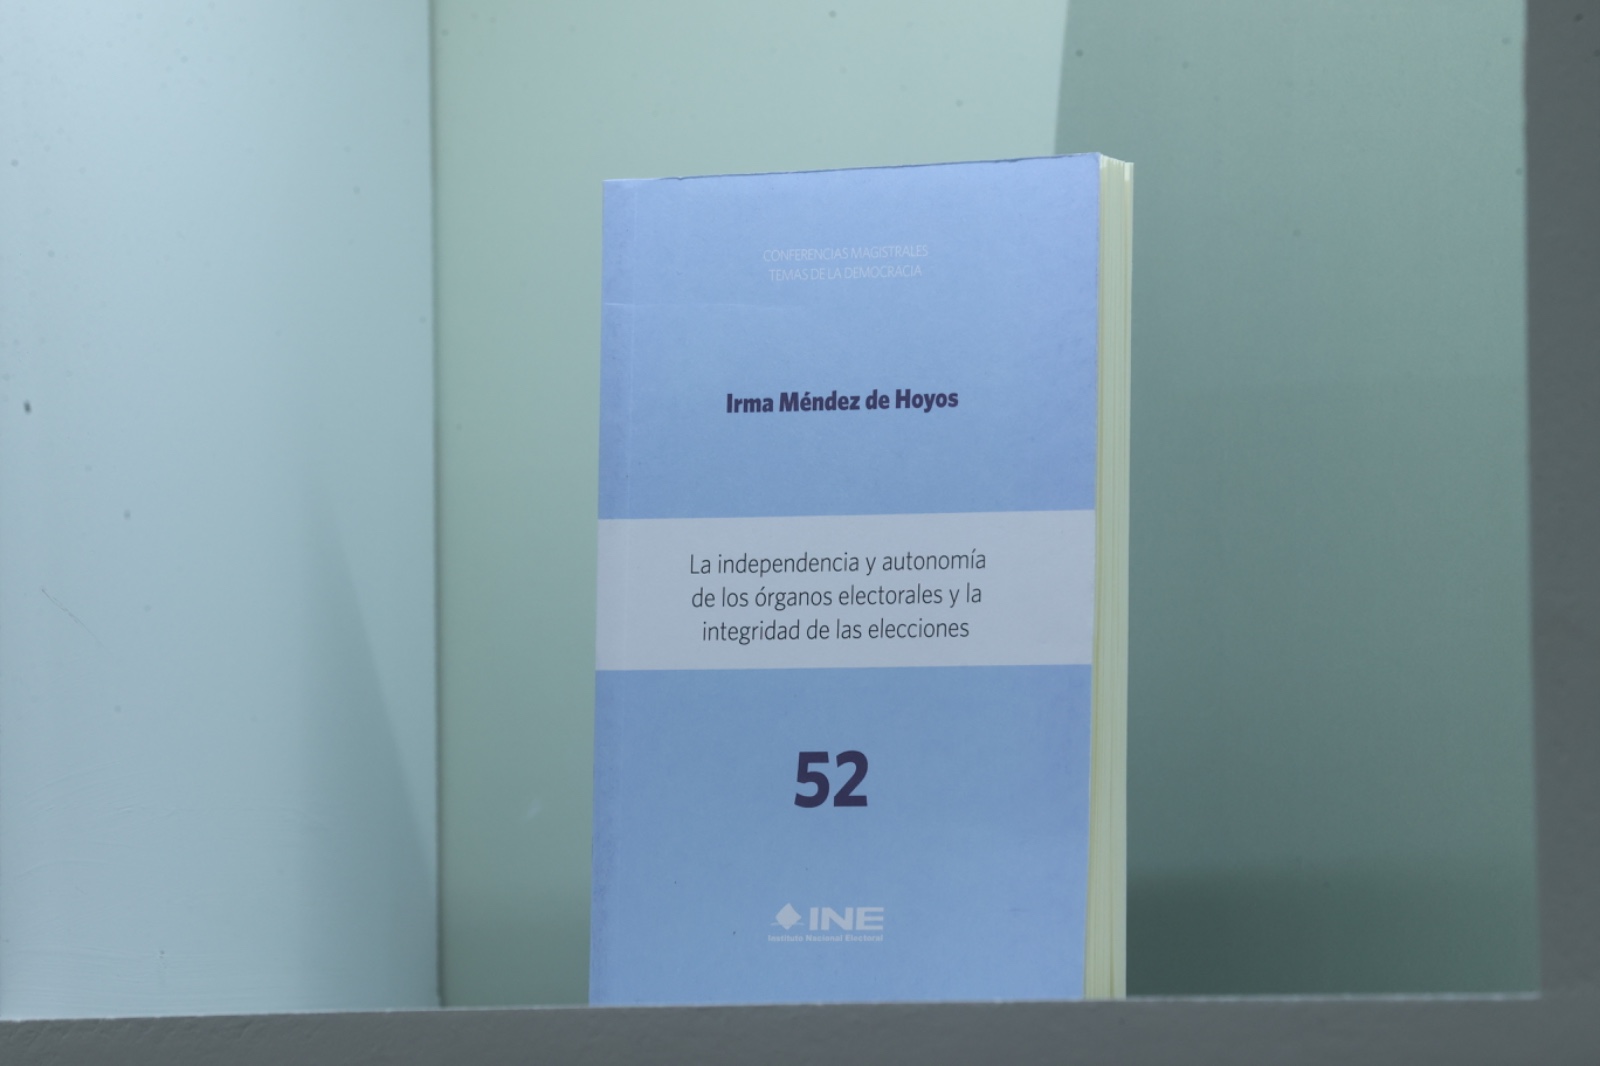 CONFERENCIAS MAGISTRALES
TEMAS DE LA DEMOCRACIA
Irma Méndez de Hoyos
La independencia y autonomía
de los órganos electorales y la
integridad de las elecciones
52
INE
Instituto Nacional Electoral